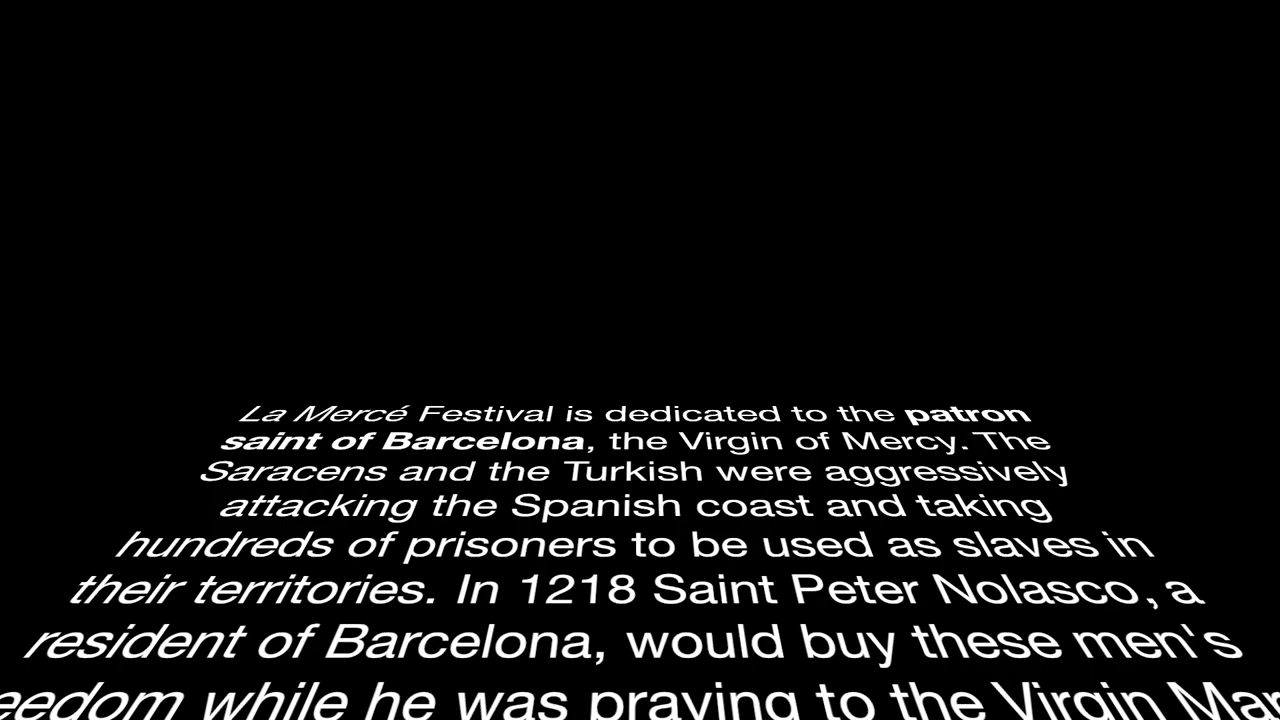 La Mercé Festival is dedicated to the patron
saint of Barcelona, the Virgin of Mercy. The
Saracens and the Turkish were aggressively
attacking the Spanish coast and taking
hundreds of prisoners to be used as slaves in
their territories. In 1218 Saint Peter Nolasco, a
resident of Barcelona, would buy these men's
while he was praying to the Virgin